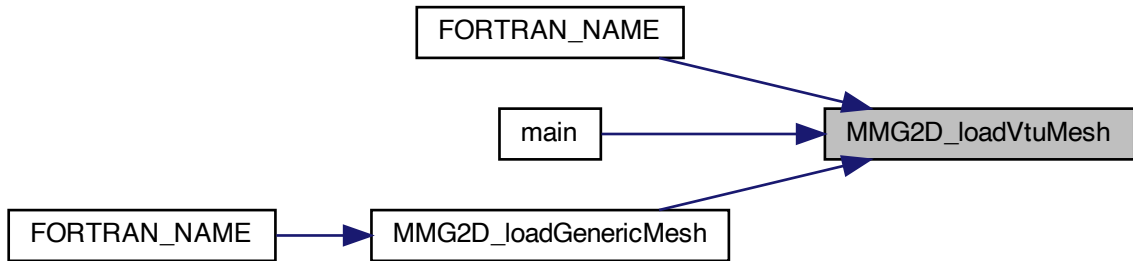 FORTRAN_NAME
main
MMG2D_loadVtuMesh
FORTRAN_NAME
MMG2D_loadGenericMesh